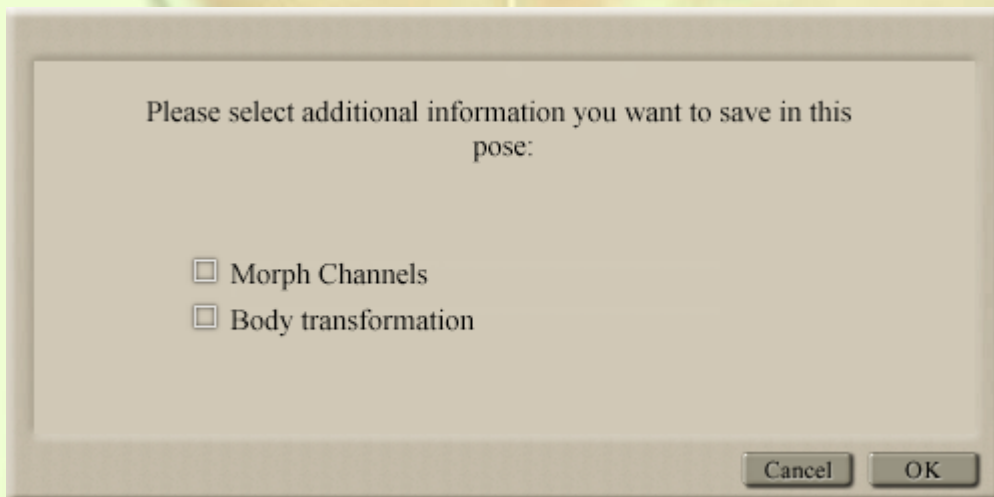 Please select additional information you want to save in this
pose:
Morph Channels
Body transformation
Cancel OK